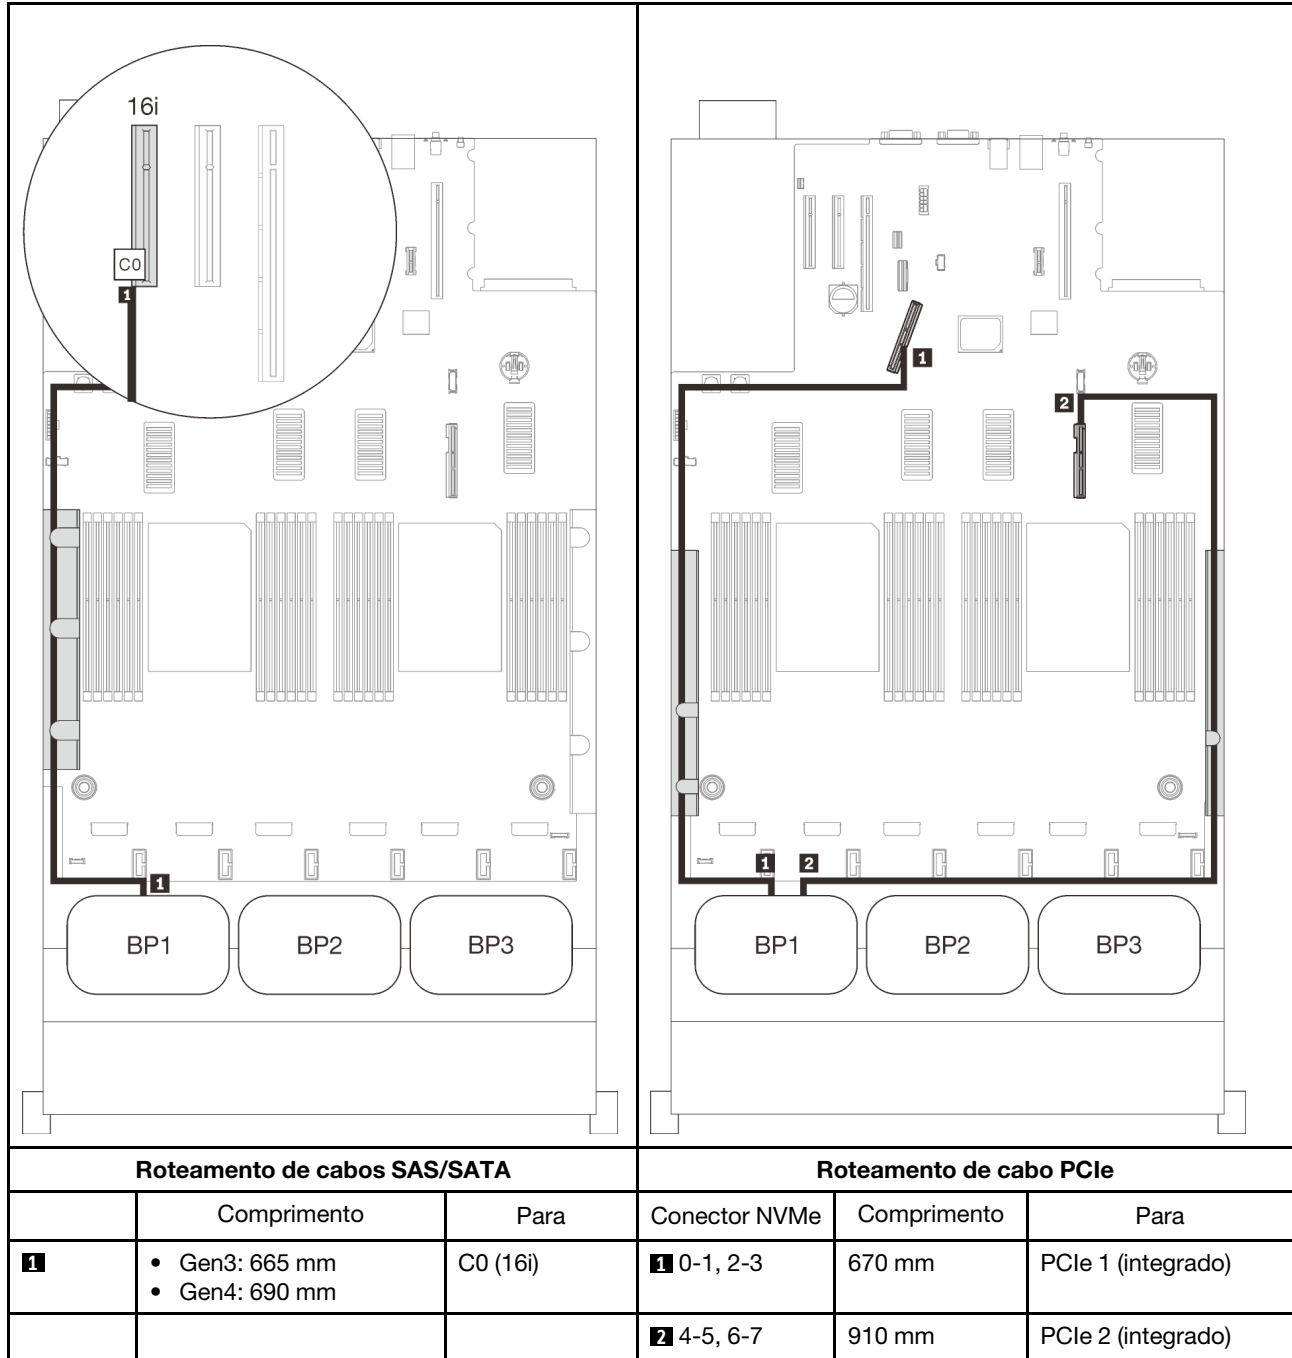 16i
C0
1
1
BP1
BP2
BP3
1
2
1
2
BP1
BP2
BP3
Roteamento de cabos SAS/SATA
Roteamento de cabo PCIe
Comprimento
Para
Conector NVMe
Comprimento
Para
1
• Gen3: 665 mm
• Gen4: 690 mm
C0 (16i)
1 0-1, 2-3
670 mm
PCIe 1 (integrado)
2 4-5, 6-7
910 mm
PCIe 2 (integrado)